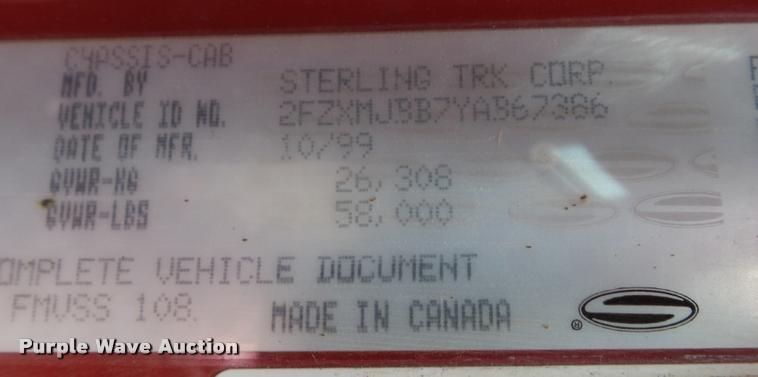 CHASSIS-CAB
MFD. BY STERLING TRK CORP.
VEHICLE ID NO. 2FZXMJBB7YAB67386
DATE OF MFR. 10/99
GVWR-KG 26,308
GVWR-LBS 58,000
OMPLETE VEHICLE DOCUMENT
FMVSS 108.
MADE IN CANADA
®
Purple Wave Auction